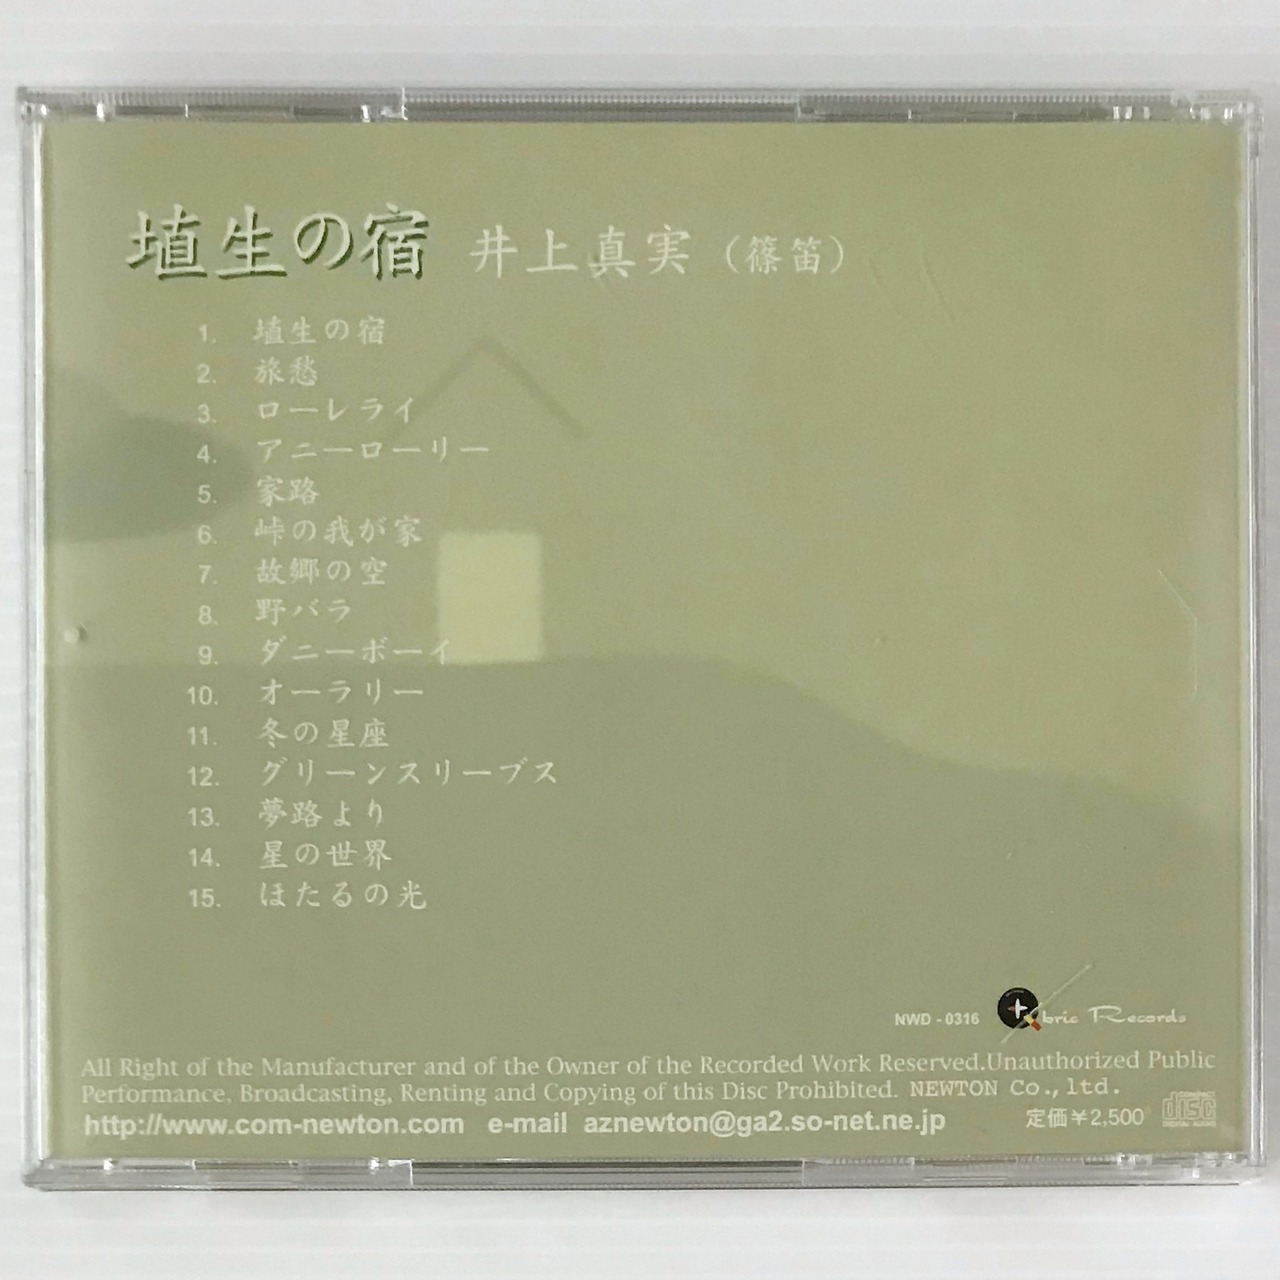 埴生の宿 井上真実(篠笛)
1. 埴生の宿
2. 旅愁
3. ローレライ
4. アニーローリー
5. 家路
6. 峠の我が家
7. 故郷の空
8. 野バラ
9. ダニーボーイ
10. オーラリー
11. 冬の星座
12. グリーンスリーブス
13. 夢路より
14. 星の世界
15. ほたるの光
NWD - 0316 Records
All Right of the Manufacturer and of the Owner of the Recorded Work Reserved.Unauthorized Public
Performance, Broadcasting, Renting and Copying of this Disc Prohibited. NEWTON Co.,ltd.
http://www.com-newton.com e-mail aznewton@ga2.so-net.ne.jp 定価¥2,500 COMPACT disc DIGITAL AUDIO